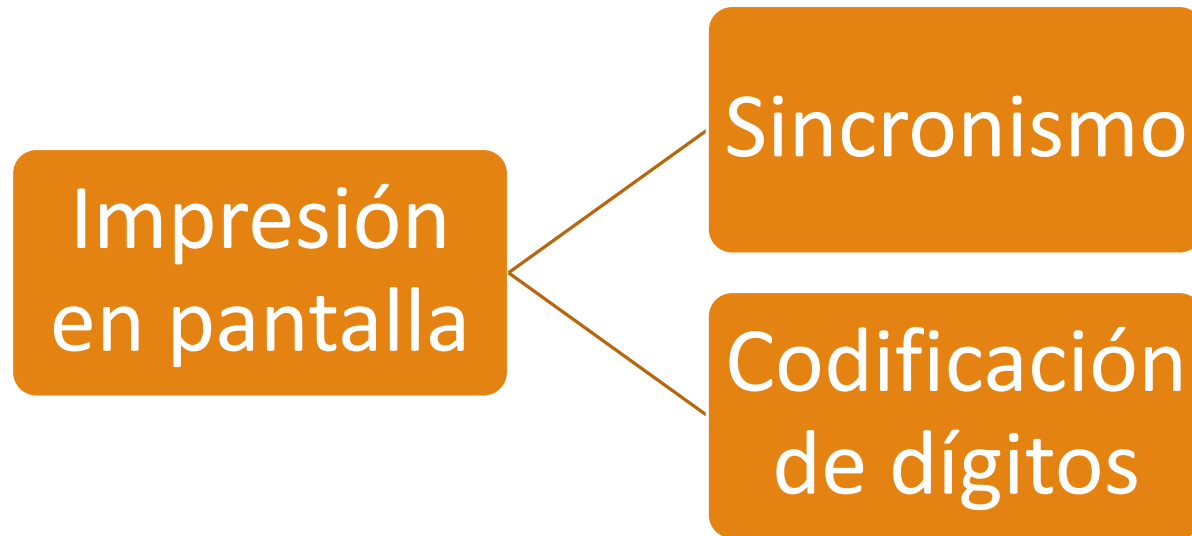 Impresión
en pantalla
Sincronismo
Codificación
de dígitos